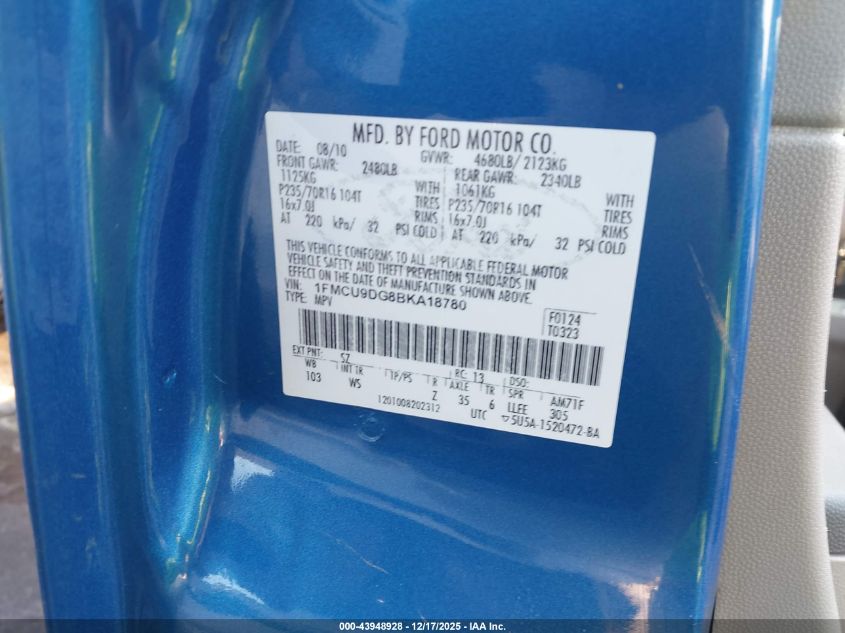 MFD. BY FORD MOTOR CO.
DATE: 08/10 GVWR: 4680LB/ 2123KG
FRONT GAWR: 2480LB REAR GAWR: 2340LB
1125KG WITH 1061KG WITH
P235/70R16 104T TIRES P235/70R16 104T TIRES
16x7.0J RIMS 16x7.0J RIMS
AT 220 kPa/ 32 PSI COLD AT 220 kPa/ 32 PSI COLD
THIS VEHICLE CONFORMS TO ALL APPLICABLE FEDERAL MOTOR
VEHICLE SAFETY AND THEFT PREVENTION STANDARDS IN
EFFECT ON THE DATE OF MANUFACTURE SHOWN ABOVE.
VIN: 1FMCU9DG8BKA18780 F0124
TYPE: MPV T0323
EXT PNT: SZ RC: 13 DSO:
WB INT TR TP/PS R AXLE TR SPR AM71F
103 WS Z 35 6 LLEE 305
1201008202312 UTC ▽5U5A-1520472-BA
000-43948928 - 12/17/2025 - IAA Inc.